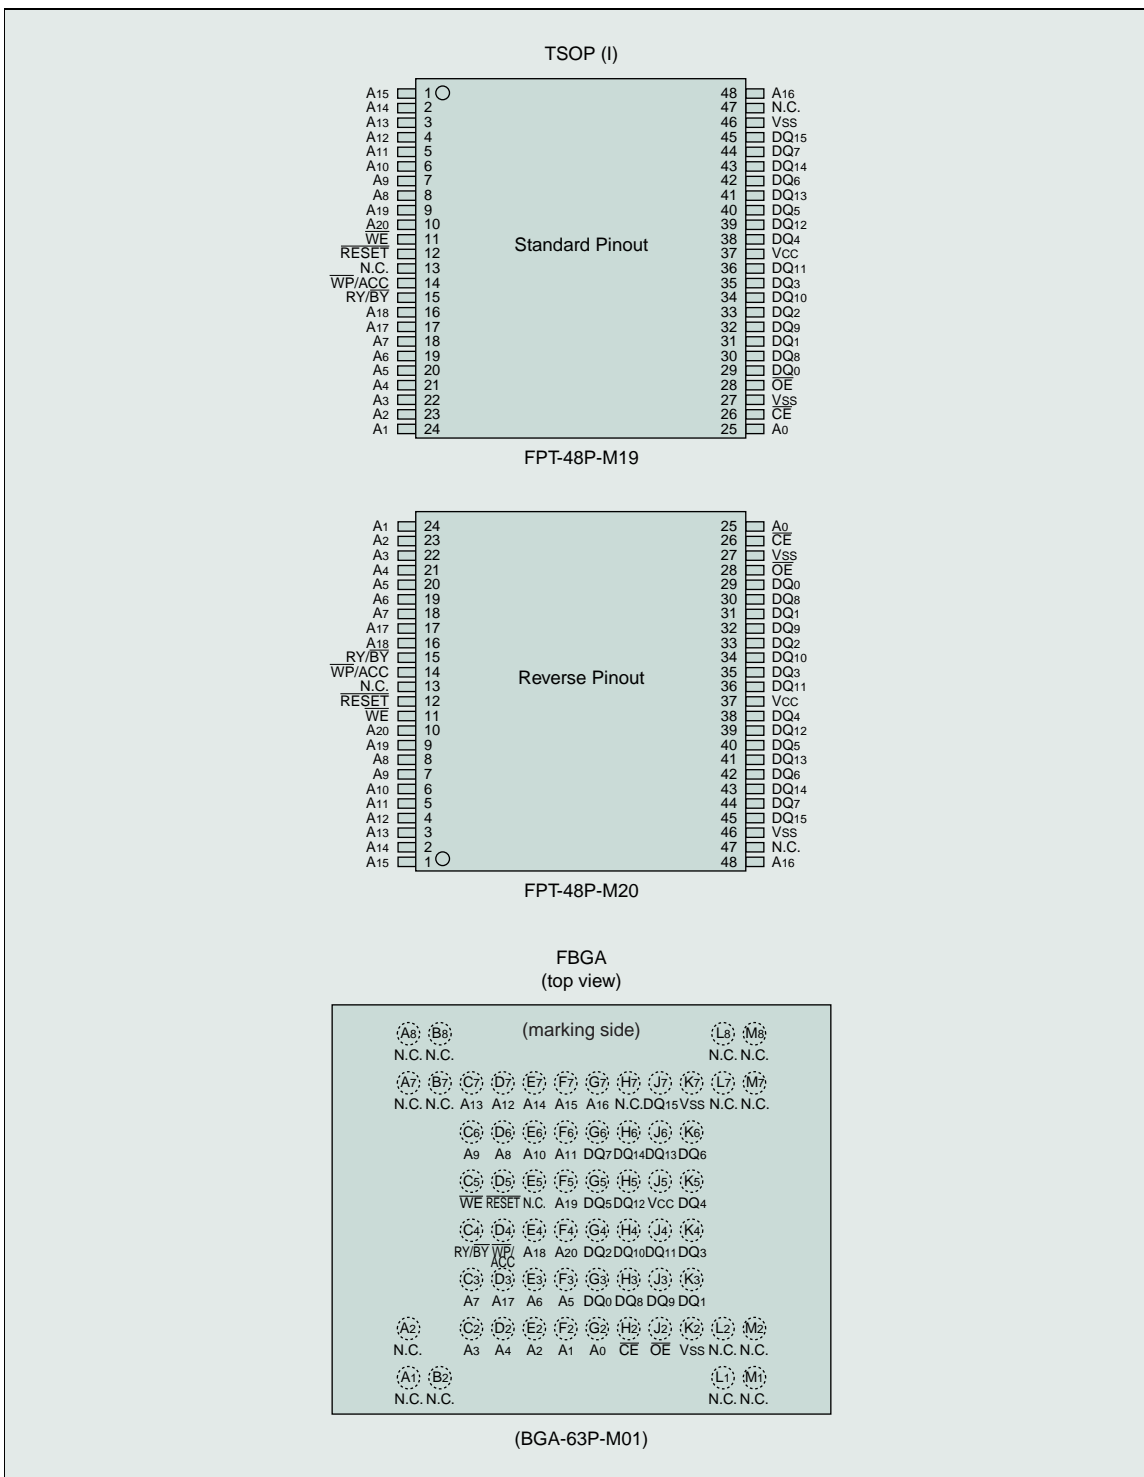 TSOP (I)
A15 1 48 A16
A14 2 47 N.C.
A13 3 46 VSS
A12 4 45 DQ15
A11 5 44 DQ7
A10 6 43 DQ14
A9 7 42 DQ6
A8 8 41 DQ13
A19 9 40 DQ5
A20 10 39 DQ12
WE 11 38 DQ4
RESET 12 37 VCC
N.C. 13 36 DQ11
WP/ACC 14 35 DQ3
RY/BY 15 34 DQ10
A18 16 33 DQ2
A17 17 32 DQ9
A7 18 31 DQ1
A6 19 30 DQ8
A5 20 29 DQ0
A4 21 28 OE
A3 22 27 VSS
A2 23 26 CE
A1 24 25 A0
Standard Pinout
FPT-48P-M19
A1 24 25 A0
A2 23 26 CE
A3 22 27 VSS
A4 21 28 OE
A5 20 29 DQ0
A6 19 30 DQ8
A7 18 31 DQ1
A17 17 32 DQ9
A18 16 33 DQ2
RY/BY 15 34 DQ10
WP/ACC 14 35 DQ3
N.C. 13 36 DQ11
RESET 12 37 VCC
WE 11 38 DQ4
A20 10 39 DQ12
A19 9 40 DQ5
A8 8 41 DQ13
A9 7 42 DQ6
A10 6 43 DQ14
A11 5 44 DQ7
A12 4 45 DQ15
A13 3 46 VSS
A14 2 47 N.C.
A15 1 48 A16
Reverse Pinout
FPT-48P-M20
FBGA
(top view)
(marking side)
A8 B8 L8 M8
N.C. N.C. N.C. N.C.
A7 B7 C7 D7 E7 F7 G7 H7 J7 K7 L7 M7
N.C. N.C. A13 A12 A14 A15 A16 N.C. DQ15 VSS N.C. N.C.
C6 D6 E6 F6 G6 H6 J6 K6
A9 A8 A10 A11 DQ7 DQ14 DQ13 DQ6
C5 D5 E5 F5 G5 H5 J5 K5
WE RESET N.C. A19 DQ5 DQ12 VCC DQ4
C4 D4 E4 F4 G4 H4 J4 K4
RY/BY WP/ A18 A20 DQ2 DQ10 DQ11 DQ3
ACC
C3 D3 E3 F3 G3 H3 J3 K3
A7 A17 A6 A5 DQ0 DQ8 DQ9 DQ1
A2 C2 D2 E2 F2 G2 H2 J2 K2 L2 M2
N.C. A3 A4 A2 A1 A0 CE OE VSS N.C. N.C.
A1 B2 L1 M1
N.C. N.C. N.C. N.C.
(BGA-63P-M01)